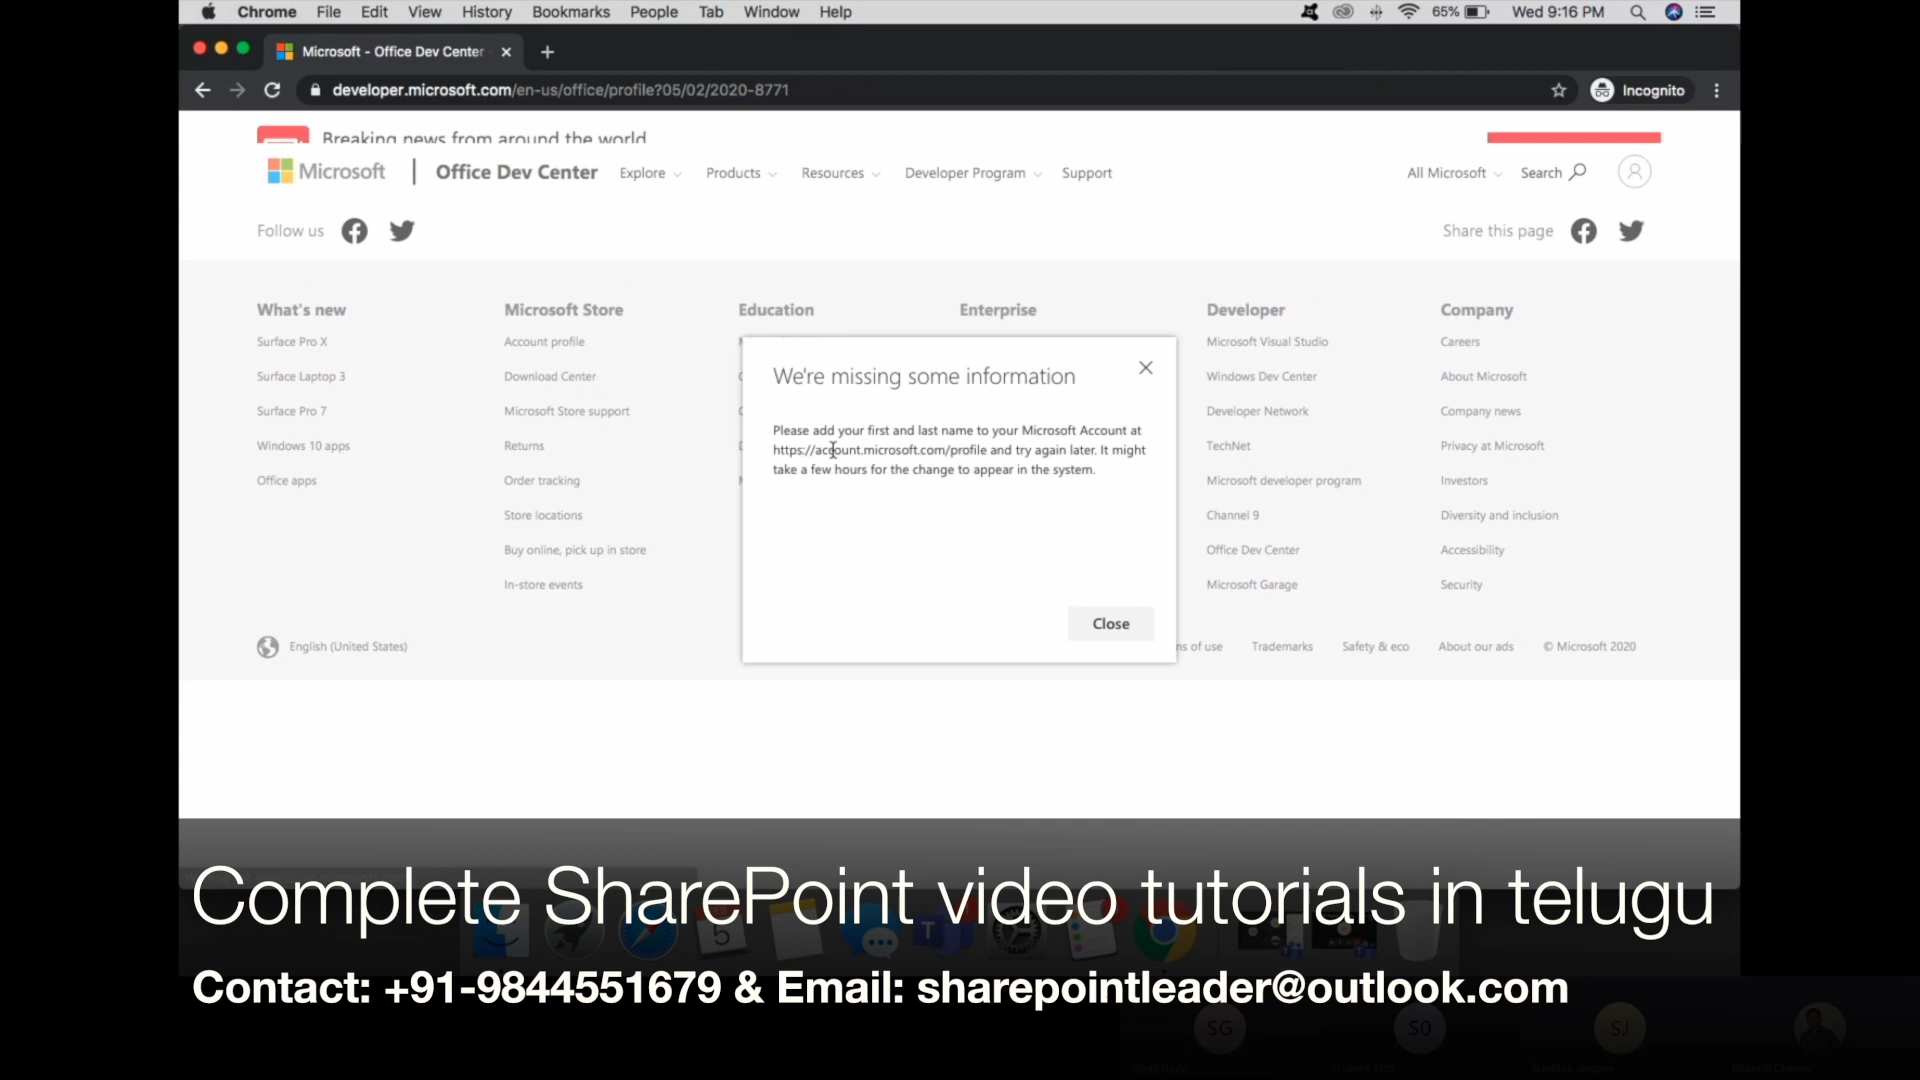 Chrome File Edit View History Bookmarks People Tab Window Help 65% Wed 9:16 PM
Microsoft - Office Dev Center
developer.microsoft.com/en-us/office/profile?05/02/2020-8771 Incognito
Breaking news from around the world
Microsoft Office Dev Center Explore Products Resources Developer Program Support All Microsoft Search
Follow us Share this page
What's new Microsoft Store Education Enterprise Developer Company
Surface Pro X Account profile Microsoft Visual Studio Careers
Surface Laptop 3 Download Center Windows Dev Center About Microsoft
Surface Pro 7 Microsoft Store support Developer Network Company news
Windows 10 apps Returns TechNet Privacy at Microsoft
Office apps Order tracking Microsoft developer program Investors
Store locations Channel 9 Diversity and inclusion
Buy online, pick up in store Office Dev Center Accessibility
In-store events Microsoft Garage Security
We're missing some information
Please add your first and last name to your Microsoft Account at
https://account.microsoft.com/profile and try again later. It might
take a few hours for the change to appear in the system.
Close
English (United States) of use Trademarks Safety & eco About our ads © Microsoft 2020
Complete SharePoint video tutorials in telugu
Contact: +91-9844551679 & Email: sharepointleader@outlook.com
SG SJ